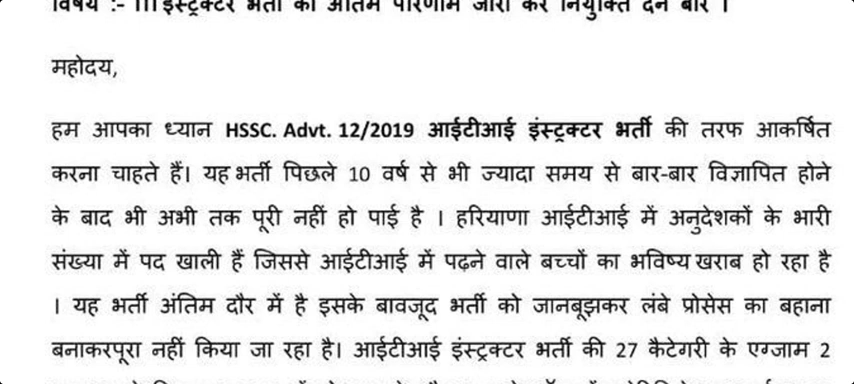 विषय :- ITI इंस्ट्रक्टर भर्ती का अंतिम परिणाम जारी कर नियुक्ति देने बारे ।
महोदय,
हम आपका ध्यान HSSC. Advt. 12/2019 आईटीआई इंस्ट्रक्टर भर्ती की तरफ आकर्षित
करना चाहते हैं। यह भर्ती पिछले 10 वर्ष से भी ज्यादा समय से बार-बार विज्ञापित होने
के बाद भी अभी तक पूरी नहीं हो पाई है । हरियाणा आईटीआई में अनुदेशकों के भारी
संख्या में पद खाली हैं जिससे आईटीआई में पढ़ने वाले बच्चों का भविष्य खराब हो रहा है
। यह भर्ती अंतिम दौर में है इसके बावजूद भर्ती को जानबूझकर लंबे प्रोसेस का बहाना
बनाकरपूरा नहीं किया जा रहा है। आईटीआई इंस्ट्रक्टर भर्ती की 27 कैटेगरी के एग्जाम 2